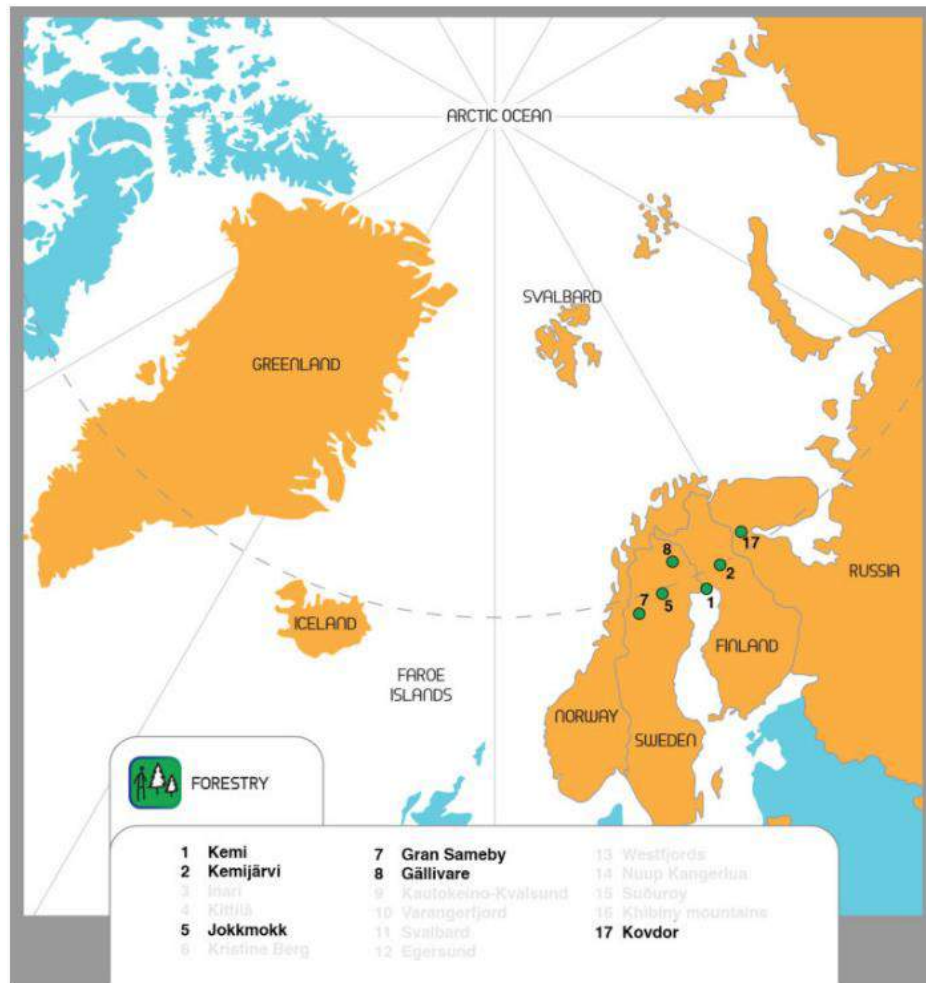 ARCTIC OCEAN
SVALBARD
GREENLAND
17
8
2
RUSSIA
5
1
7
ICELAND
FINLAND
FAROE
ISLANDS
NORWAY
SWEDEN
FORESTRY
1 Kemi
2 Kemijärvi
3 Inari
4 Kittilä
5 Jokkmokk
6 Kristine Berg
7 Gran Sameby
8 Gällivare
9 Kautokeino-Kvalsund
10 Varangerfjord
11 Svalbard
12 Egersund
13 Westfjords
14 Nuup Kangerlua
15 Suðuroy
16 Khibiny mountains
17 Kovdor